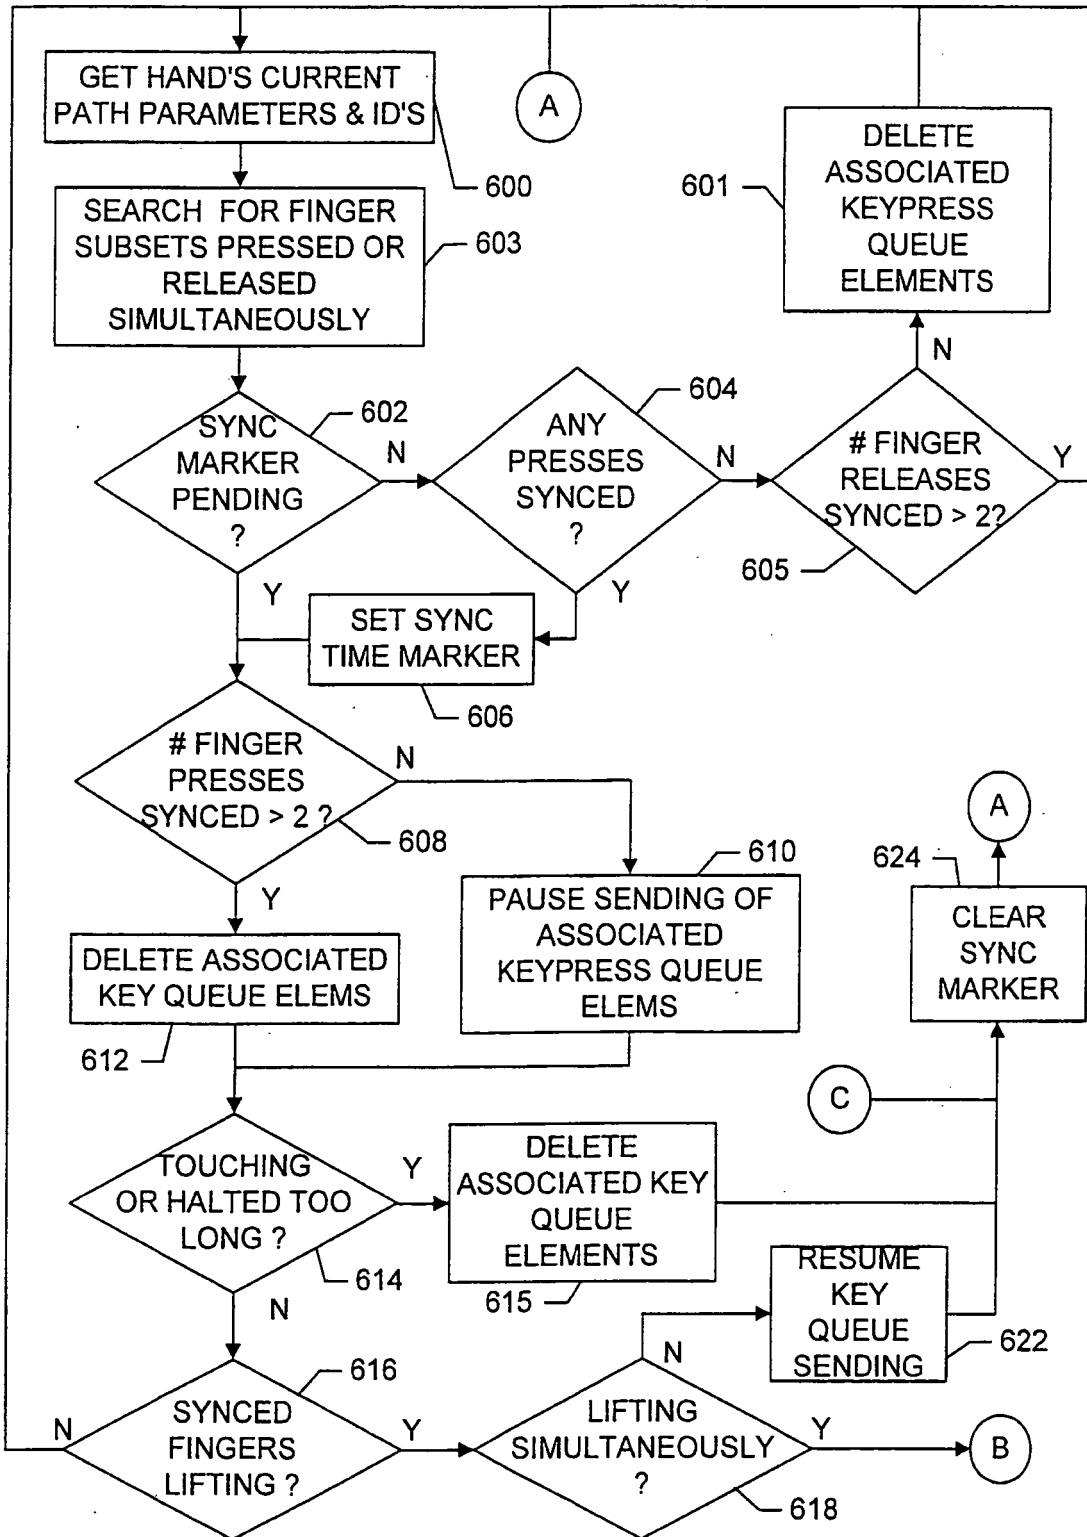 GET HAND'S CURRENT
PATH PARAMETERS & ID'S
600
A
DELETE
ASSOCIATED
KEYPRESS
QUEUE
ELEMENTS
601
SEARCH FOR FINGER
SUBSETS PRESSED OR
RELEASED
SIMULTANEOUSLY
603
N
SYNC
MARKER
PENDING
?
602
N
Y
ANY
PRESSES
SYNCED
?
604
N
Y
# FINGER
RELEASES
SYNCED > 2?
605
Y
SET SYNC
TIME MARKER
606
# FINGER
PRESSES
SYNCED > 2 ?
608
N
Y
PAUSE SENDING OF
ASSOCIATED
KEYPRESS QUEUE
ELEMS
610
A
624
CLEAR
SYNC
MARKER
DELETE ASSOCIATED
KEY QUEUE ELEMS
612
C
TOUCHING
OR HALTED TOO
LONG ?
614
Y
N
DELETE
ASSOCIATED KEY
QUEUE
ELEMENTS
615
RESUME
KEY
QUEUE
SENDING
622
N
SYNCED
FINGERS
LIFTING ?
616
N
Y
LIFTING
SIMULTANEOUSLY
?
618
Y
B